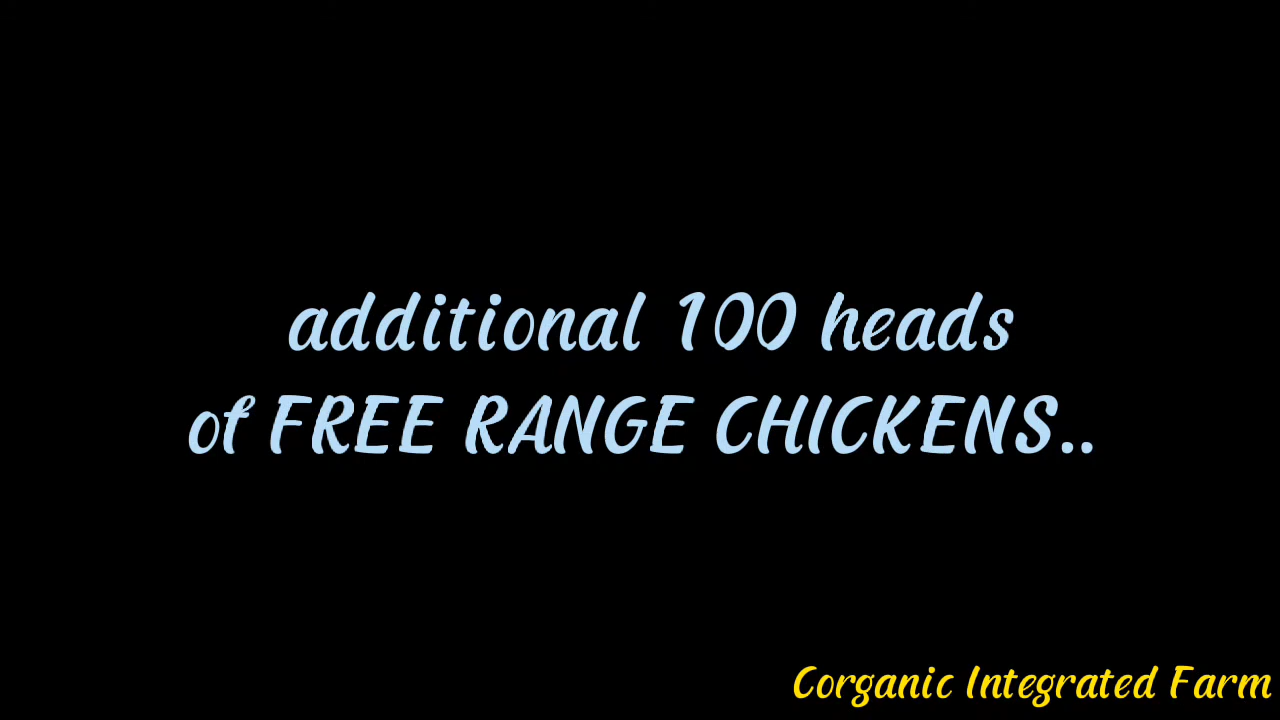 additional 100 heads
of FREE RANGE CHICKENS..
Corganic Integrated Farm